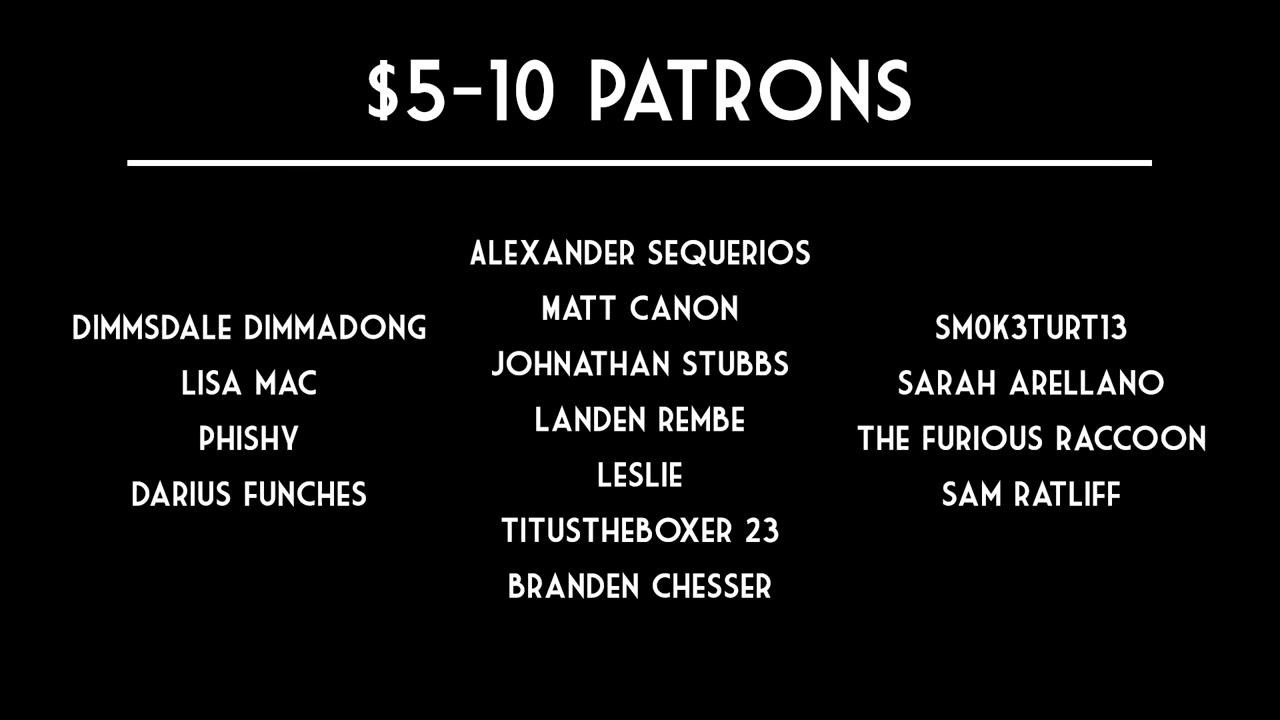 $5-10 PATRONS
DIMMSDALE DIMMADONG
LISA MAC
PHISHY
DARIUS FUNCHES
ALEXANDER SEQUERIOS
MATT CANON
JOHNATHAN STUBBS
LANDEN REMBE
LESLIE
TITUSTHEBOXER 23
BRANDEN CHESSER
SM0K3TURT13
SARAH ARELLANO
THE FURIOUS RACCOON
SAM RATLIFF